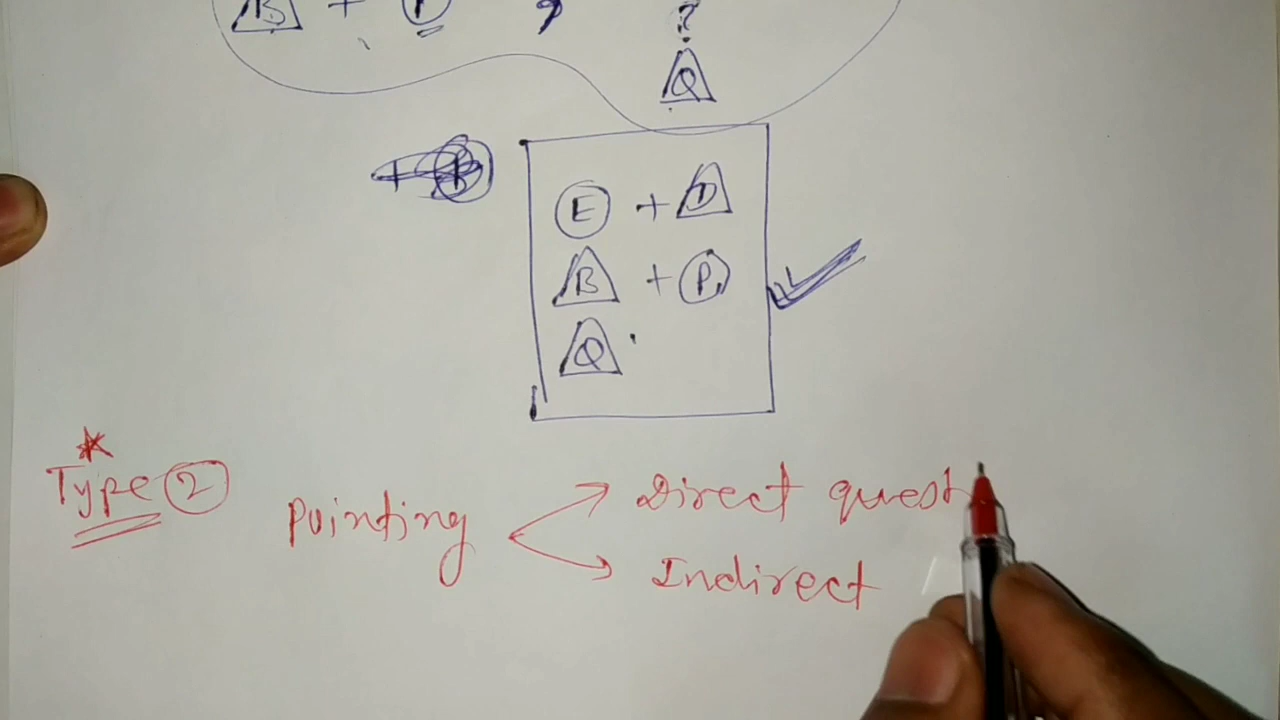 B + P , ?
Q
E + D
B + P
Q
Type 2
Pointing
Direct quest
Indirect